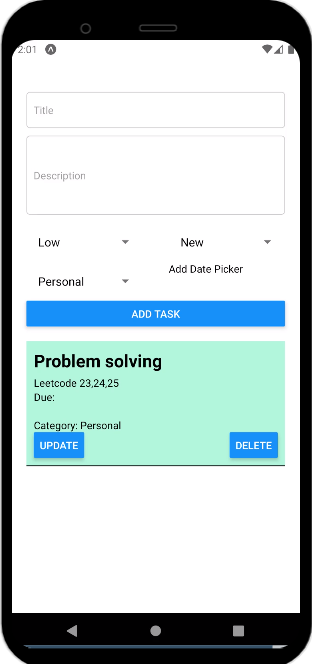 2:01
Title
Description
Low New
Personal Add Date Picker
ADD TASK
Problem solving
Leetcode 23,24,25
Due:
Category: Personal
UPDATE DELETE